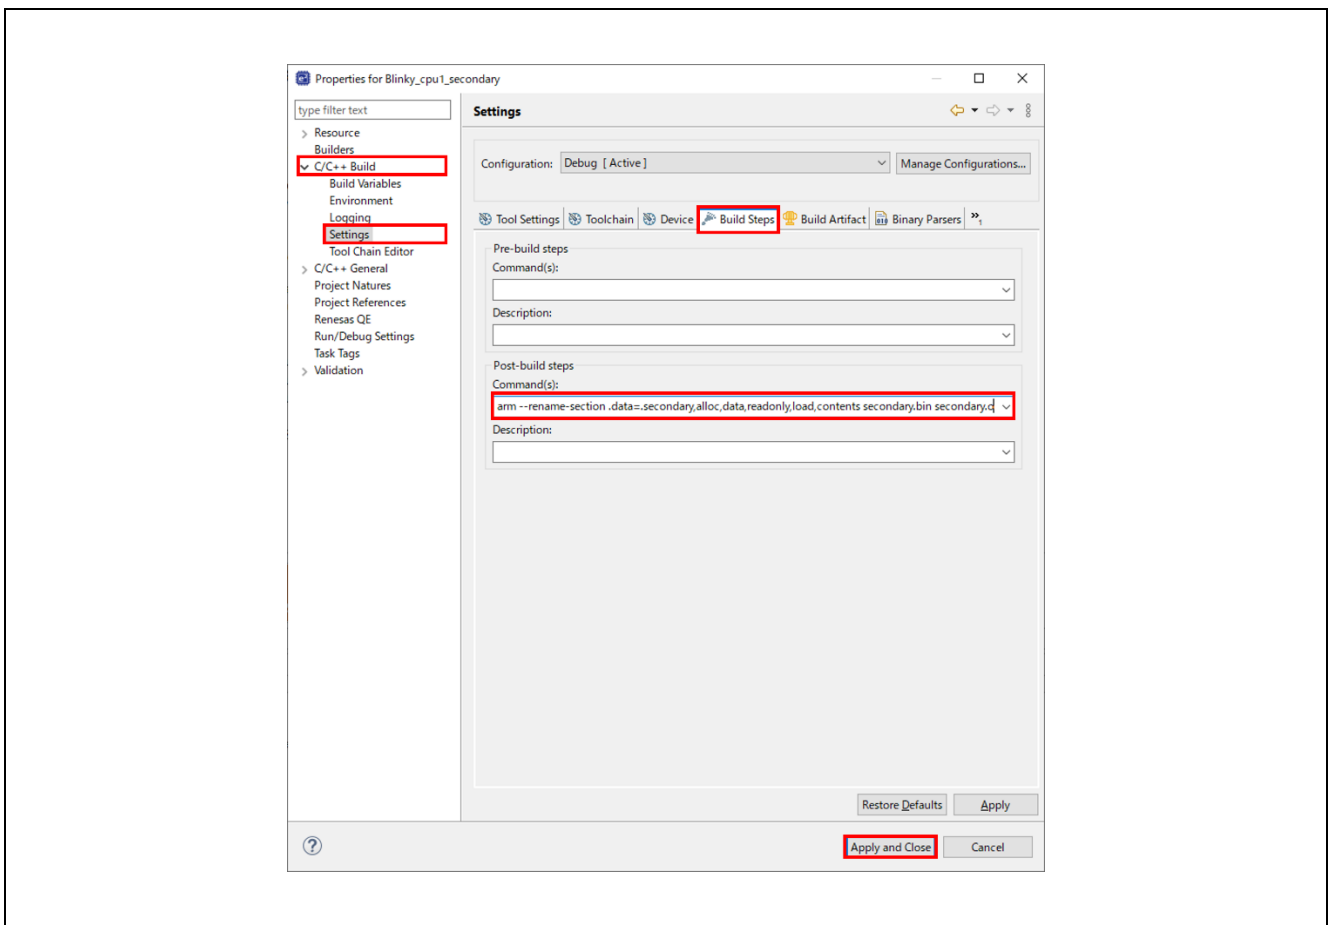 Properties for Blinky_cpu1_secondary
type filter text
Resource
Builders
C/C++ Build
Build Variables
Environment
Logging
Settings
Tool Chain Editor
C/C++ General
Project Natures
Project References
Renesas QE
Run/Debug Settings
Task Tags
Validation
Settings
Configuration: Debug [ Active ] Manage Configurations...
Tool Settings Toolchain Device Build Steps Build Artifact Binary Parsers »1
Pre-build steps
Command(s):
Description:
Post-build steps
Command(s):
arm --rename-section .data=.secondary,alloc,data,readonly,load,contents secondary.bin secondary.c
Description:
Restore Defaults Apply
Apply and Close Cancel